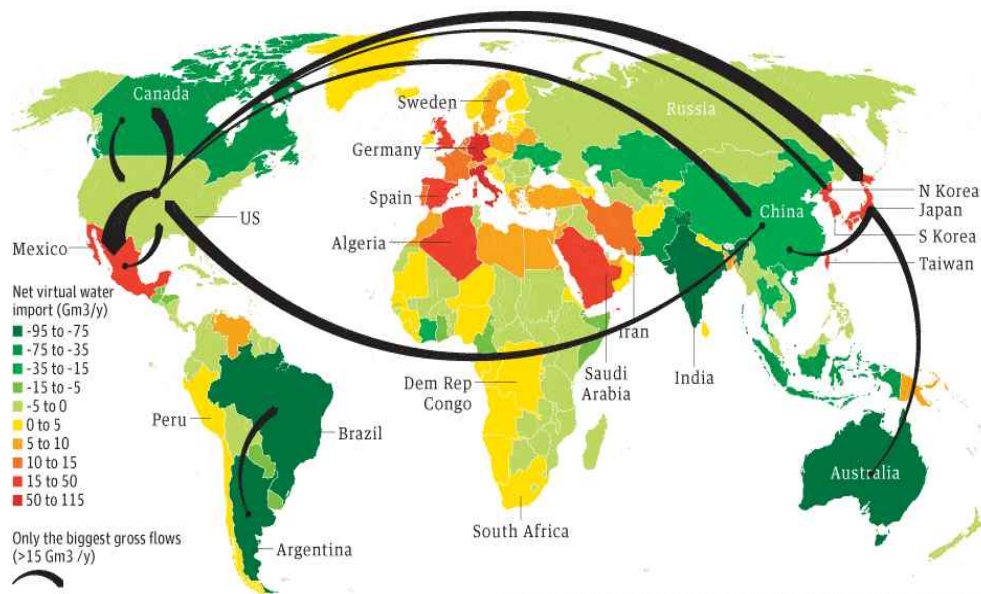 Canada
Sweden
Russia
Germany
Spain
US
China
N Korea
Japan
S Korea
Taiwan
Mexico
Algeria
Net virtual water
import (Gm3/y)
-95 to -75
-75 to -35
-35 to -15
-15 to -5
-5 to 0
0 to 5
5 to 10
10 to 15
15 to 50
50 to 115
Iran
Dem Rep
Congo
Saudi
Arabia
India
Peru
Brazil
Australia
South Africa
Argentina
Only the biggest gross flows
(>15 Gm3 /y)